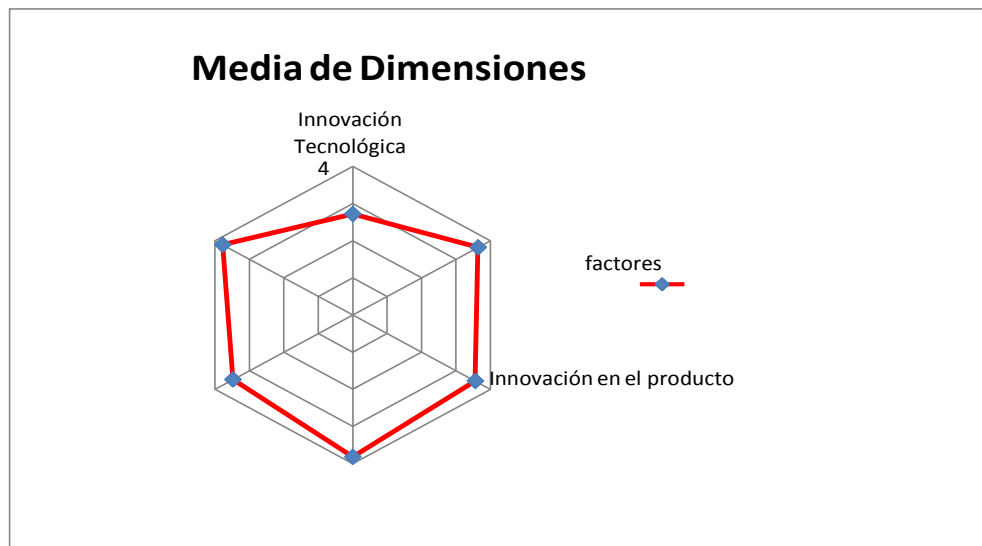 Media de Dimensiones
Innovación
Tecnológica
4
factores
Innovación en el producto